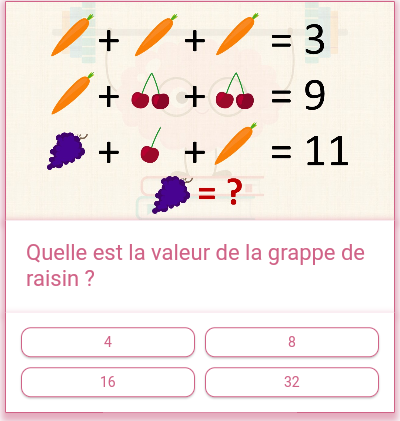 + + = 3
+ + = 9
+ + = 11
= ?
Quelle est la valeur de la grappe de
raisin ?
4
8
16
32